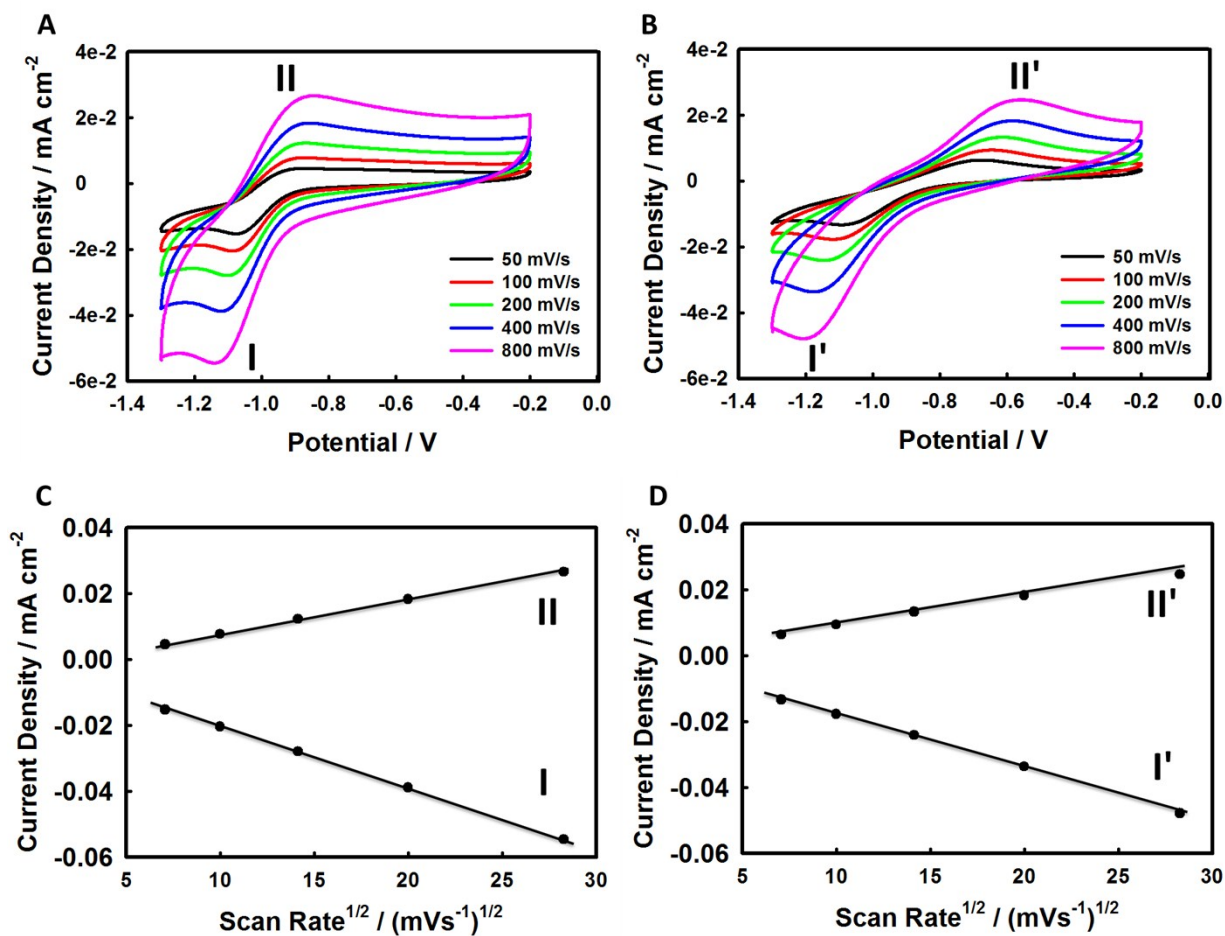 A
Current Density / mA cm-2
4e-2
2e-2
0
-2e-2
-4e-2
-6e-2
II
I
50 mV/s
100 mV/s
200 mV/s
400 mV/s
800 mV/s
-1.4 -1.2 -1.0 -0.8 -0.6 -0.4 -0.2 0.0
Potential / V
B
Current Density / mA cm-2
4e-2
2e-2
0
-2e-2
-4e-2
-6e-2
II'
I'
50 mV/s
100 mV/s
200 mV/s
400 mV/s
800 mV/s
-1.4 -1.2 -1.0 -0.8 -0.6 -0.4 -0.2 0.0
Potential / V
C
Current Density / mA cm-2
0.04
0.02
0.00
-0.02
-0.04
-0.06
II
I
5 10 15 20 25 30
Scan Rate1/2 / (mVs-1)1/2
D
Current Density / mA cm-2
0.04
0.02
0.00
-0.02
-0.04
-0.06
II'
I'
5 10 15 20 25 30
Scan Rate1/2 / (mVs-1)1/2